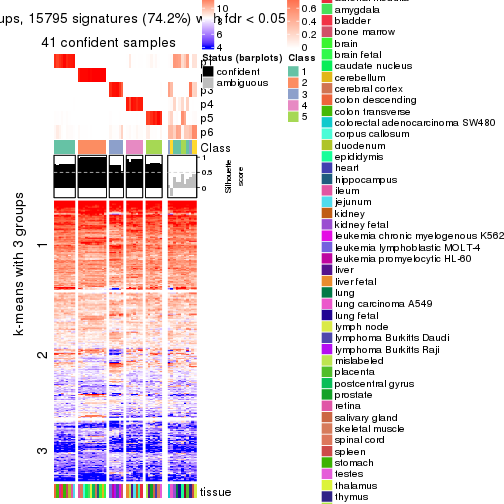 ups, 15795 signatures (74.2%) with fdr < 0.05
41 confident samples
10
8
6
4
0.6
0.4
0.2
0
Status (barplots)
confident
ambiguous
Class
1
2
3
4
5
p4
p5
p6
Class
1
0.5
0
Silhouette
score
k-means with 3 groups
1
2
3
tissue
amygdala
bladder
bone marrow
brain
brain fetal
caudate nucleus
cerebellum
cerebral cortex
colon descending
colon transverse
colorectal adenocarcinoma SW480
corpus callosum
duodenum
epididymis
heart
hippocampus
ileum
jejunum
kidney
kidney fetal
leukemia chronic myelogenous K562
leukemia lymphoblastic MOLT-4
leukemia promyelocytic HL-60
liver
liver fetal
lung
lung carcinoma A549
lung fetal
lymph node
lymphoma Burkitts Daudi
lymphoma Burkitts Raji
mislabeled
placenta
postcentral gyrus
prostate
retina
salivary gland
skeletal muscle
spinal cord
spleen
stomach
testes
thalamus
thymus